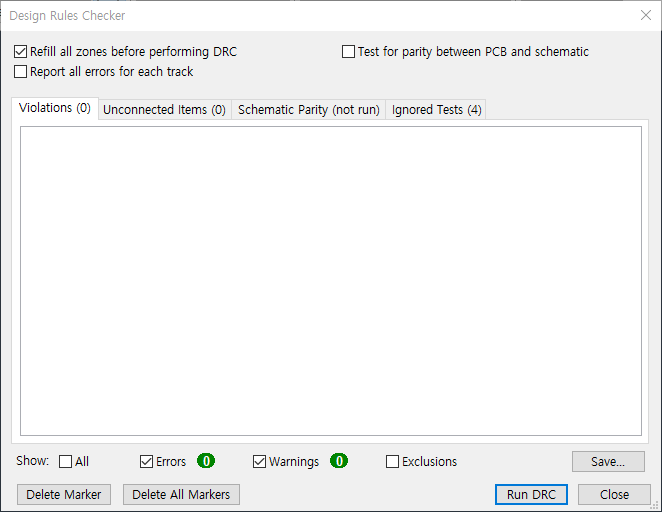 Design Rules Checker
Refill all zones before performing DRC Test for parity between PCB and schematic
Report all errors for each track
Violations (0) Unconnected Items (0) Schematic Parity (not run) Ignored Tests (4)
Show: All Errors 0 Warnings 0 Exclusions Save...
Delete Marker Delete All Markers Run DRC Close